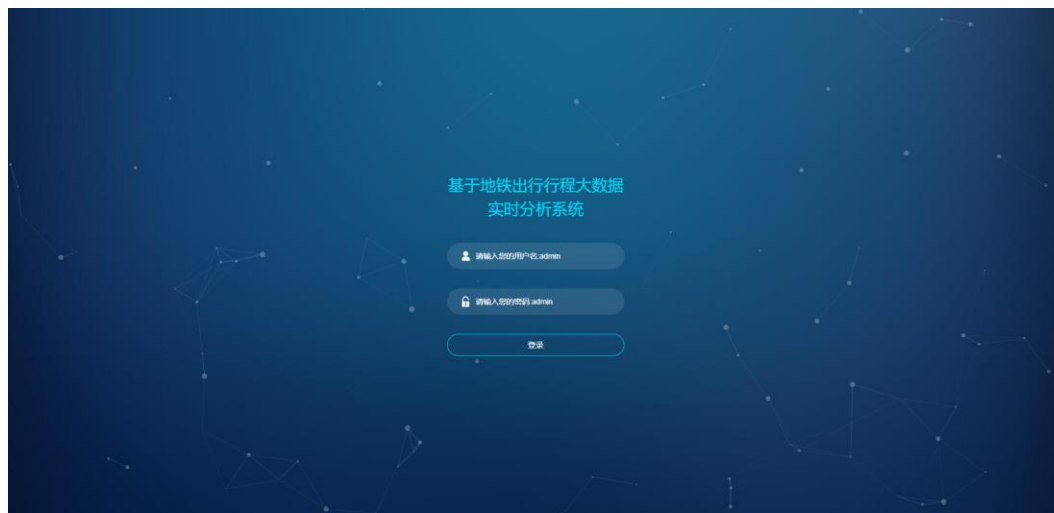 基于地铁出行行程大数据
实时分析系统
请输入您的用户名:admin
请输入您的密码:admin
登录